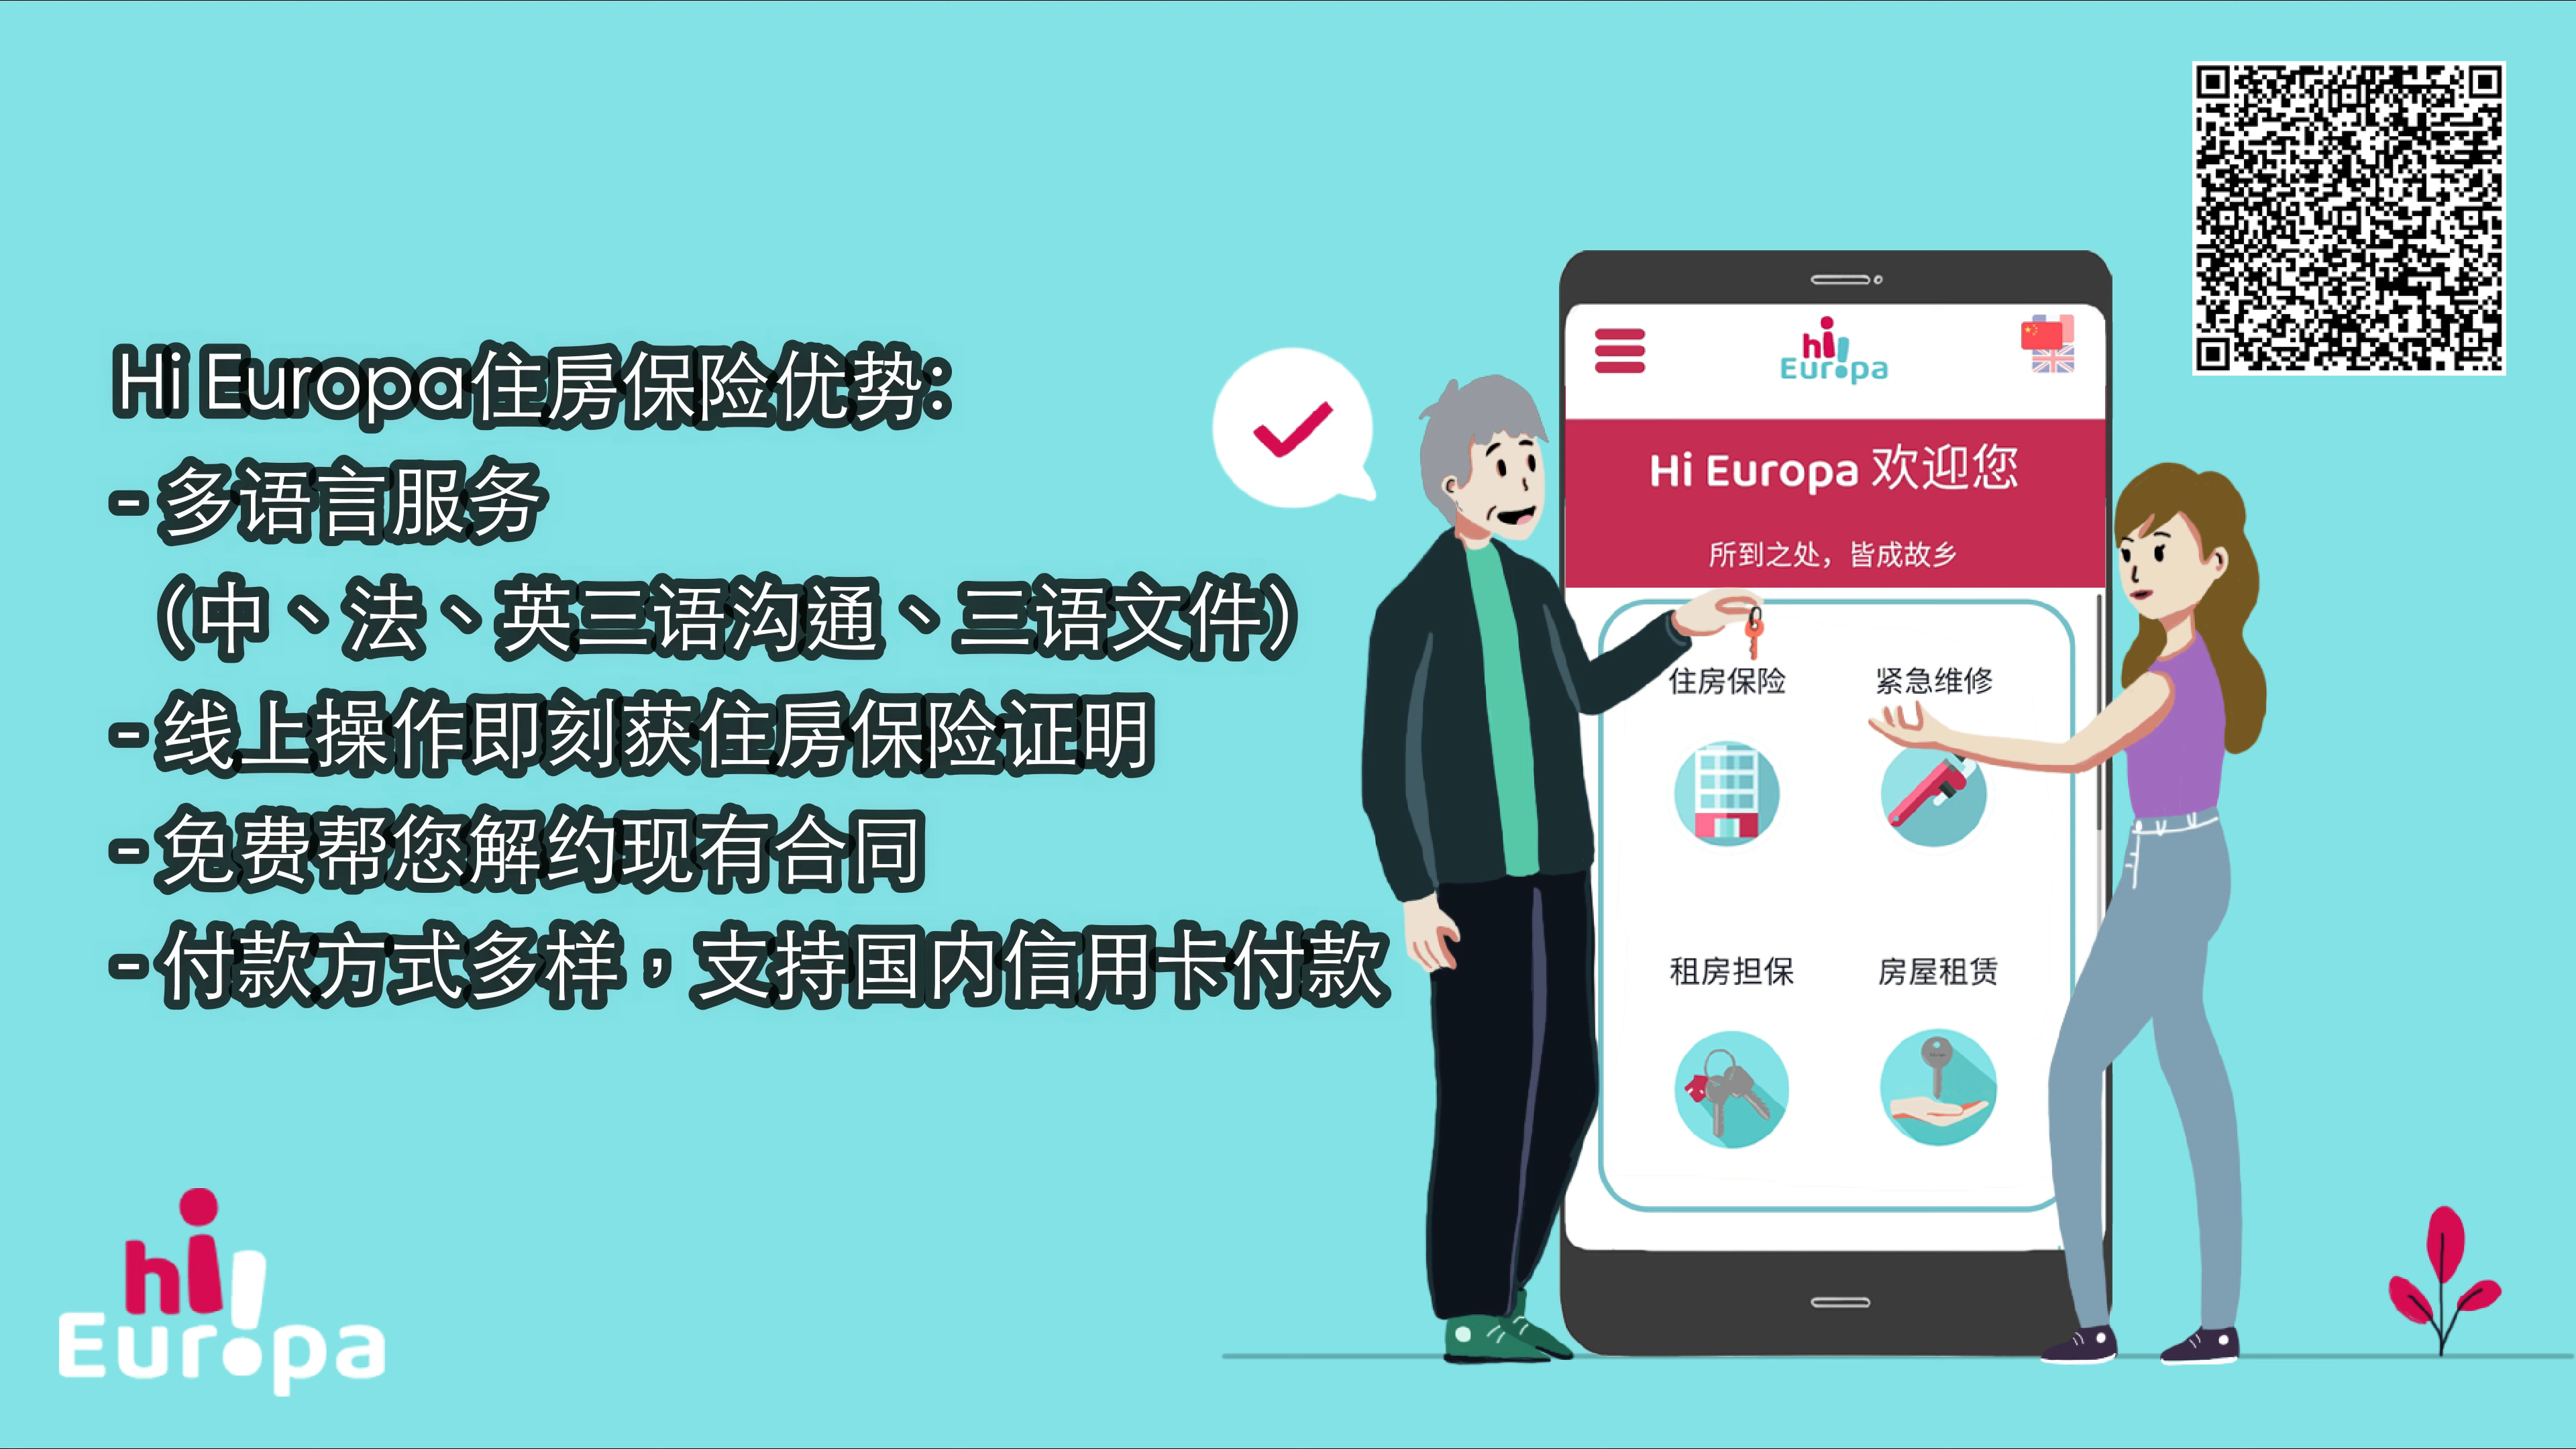 Hi Europa住房保险优势:
- 多语言服务
（中、法、英三语沟通、三语文件）
- 线上操作即刻获住房保险证明
- 免费帮您解约现有合同
- 付款方式多样，支持国内信用卡付款
hi!
Europa
hi!
Europa
Hi Europa 欢迎您
所到之处，皆成故乡
住房保险
紧急维修
租房担保
房屋租赁